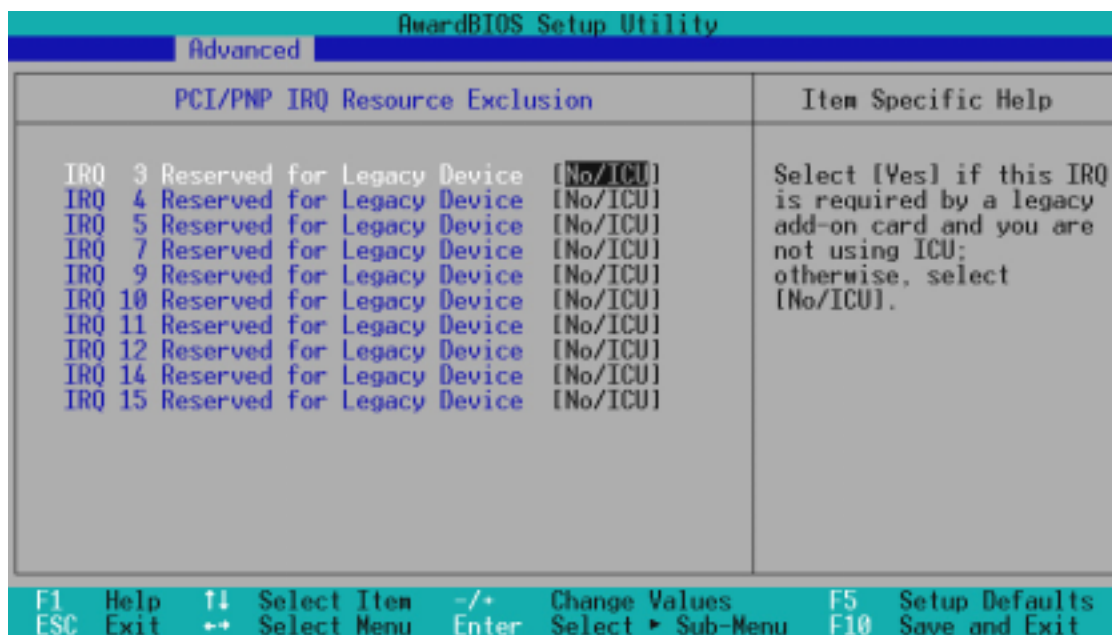 AwardBIOS Setup Utility
Advanced
PCI/PNP IRQ Resource Exclusion
IRQ 3 Reserved for Legacy Device [No/ICU]
IRQ 4 Reserved for Legacy Device [No/ICU]
IRQ 5 Reserved for Legacy Device [No/ICU]
IRQ 7 Reserved for Legacy Device [No/ICU]
IRQ 9 Reserved for Legacy Device [No/ICU]
IRQ 10 Reserved for Legacy Device [No/ICU]
IRQ 11 Reserved for Legacy Device [No/ICU]
IRQ 12 Reserved for Legacy Device [No/ICU]
IRQ 14 Reserved for Legacy Device [No/ICU]
IRQ 15 Reserved for Legacy Device [No/ICU]
Item Specific Help
Select [Yes] if this IRQ
is required by a legacy
add-on card and you are
not using ICU;
otherwise, select
[No/ICU].
F1 Help ↑↓ Select Item -/+ Change Values F5 Setup Defaults
ESC Exit ←→ Select Menu Enter Select ► Sub-Menu F10 Save and Exit